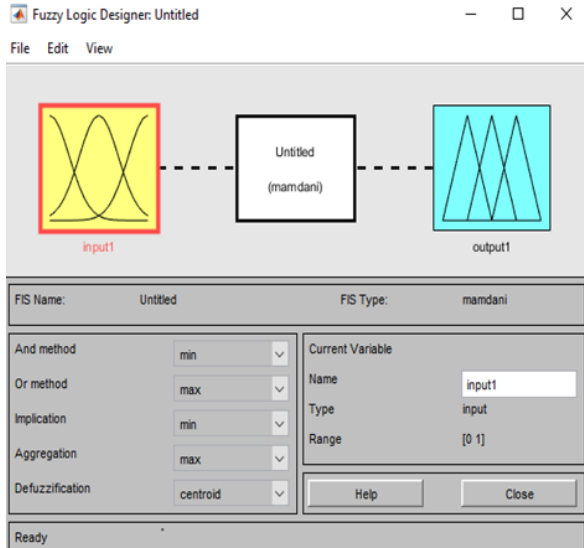 Fuzzy Logic Designer: Untitled
File Edit View
Untitled
(mamdani)
input1
output1
FIS Name: Untitled FIS Type: mamdani
And method min
Or method max
Implication min
Aggregation max
Defuzzification centroid
Current Variable
Name input1
Type input
Range [0 1]
Help Close
Ready